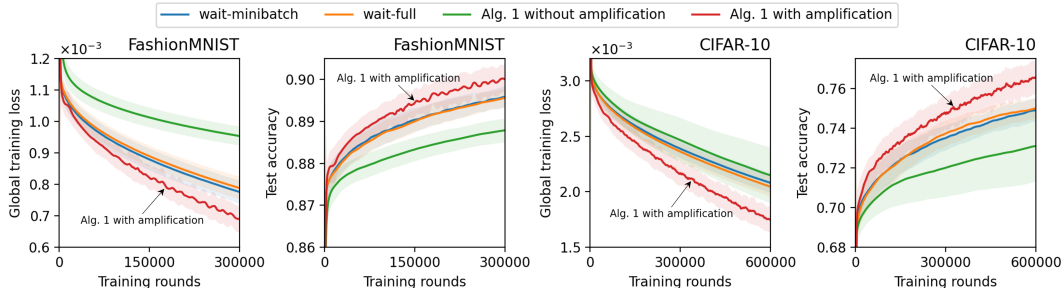 wait-minibatch wait-full Alg. 1 without amplification Alg. 1 with amplification
×10⁻³ FashionMNIST
Global training loss
1.2
1.1
1.0
0.9
0.8
0.7
0.6
Alg. 1 with amplification
0 150000 300000
Training rounds
FashionMNIST
Test accuracy
0.90
0.89
0.88
0.87
0.86
Alg. 1 with amplification
0 150000 300000
Training rounds
×10⁻³ CIFAR-10
Global training loss
3.0
2.5
2.0
1.5
Alg. 1 with amplification
0 300000 600000
Training rounds
CIFAR-10
Test accuracy
0.76
0.74
0.72
0.70
0.68
Alg. 1 with amplification
0 300000 600000
Training rounds